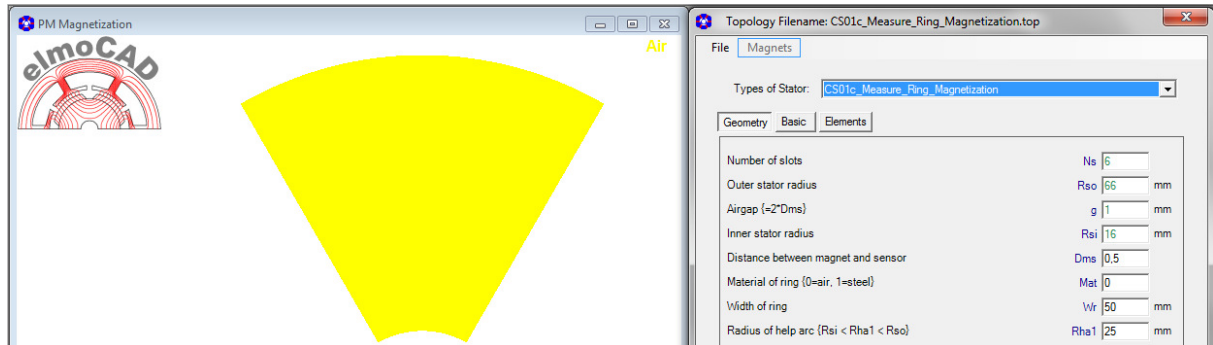 PM Magnetization
elmoCAD
Air
Topology Filename: CS01c_Measure_Ring_Magnetization.top
File Magnets
Types of Stator: CS01c_Measure_Ring_Magnetization
Geometry Basic Elements
Number of slots Ns 6
Outer stator radius Rso 66 mm
Airgap {=2*Dms} g 1 mm
Inner stator radius Rsi 16 mm
Distance between magnet and sensor Dms 0,5
Material of ring {0=air, 1=steel} Mat 0
Width of ring Wr 50 mm
Radius of help arc {Rsi < Rha1 < Rso} Rha1 25 mm